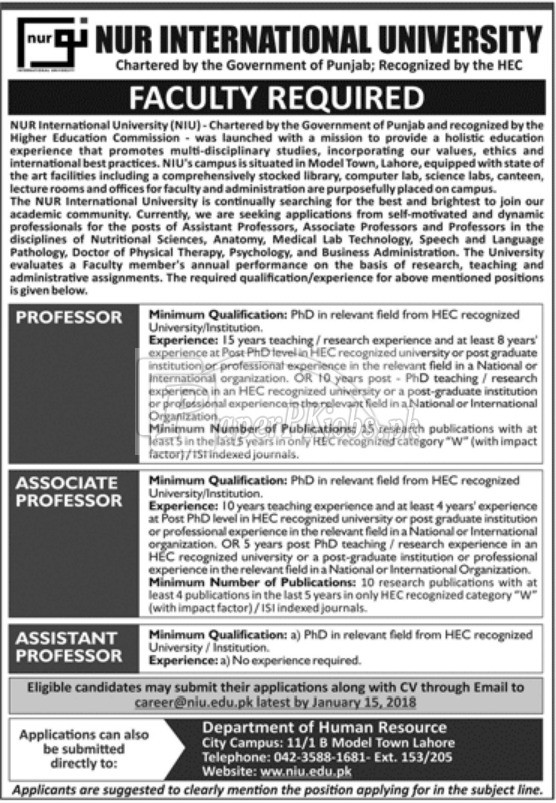 nur
INTERNATIONAL UNIVERSITY
NUR INTERNATIONAL UNIVERSITY
Chartered by the Government of Punjab; Recognized by the HEC
FACULTY REQUIRED
NUR International University (NIU) - Chartered by the Government of Punjab and recognized by the
Higher Education Commission - was launched with a mission to provide a holistic education
experience that promotes multi-disciplinary studies, incorporating our values, ethics and
international best practices. NIU's campus is situated in Model Town, Lahore, equipped with state of
the art facilities including a comprehensively stocked library, computer lab, science labs, canteen,
lecture rooms and offices for faculty and administration are purposefully placed on campus.
The NUR International University is continually searching for the best and brightest to join our
academic community. Currently, we are seeking applications from self-motivated and dynamic
professionals for the posts of Assistant Professors, Associate Professors and Professors in the
disciplines of Nutritional Sciences, Anatomy, Medical Lab Technology, Speech and Language
Pathology, Doctor of Physical Therapy, Psychology, and Business Administration. The University
evaluates a Faculty member's annual performance on the basis of research, teaching and
administrative assignments. The required qualification/experience for above mentioned positions
is given below.
PROFESSOR
Minimum Qualification: PhD in relevant field from HEC recognized
University/Institution.
Experience: 15 years teaching / research experience and at least 8 years'
experience at Post PhD level in HEC recognized university or post graduate
institution or professional experience in the relevant field in a National or
International organization. OR 10 years post - PhD teaching / research
experience in an HEC recognized university or a post-graduate institution
or professional experience in the relevant field in a National or International
Organization.
Minimum Number of Publications: 15 research publications with at
least 5 in the last 5 years in only HEC recognized category "W" (with impact
factor) / ISI indexed journals.
ASSOCIATE
PROFESSOR
Minimum Qualification: PhD in relevant field from HEC recognized
University/Institution.
Experience: 10 years teaching experience and at least 4 years' experience
at Post PhD level in HEC recognized university or post graduate institution
or professional experience in the relevant field in a National or International
organization. OR 5 years post PhD teaching / research experience in an
HEC recognized university or a post-graduate institution or professional
experience in the relevant field in a National or International Organization.
Minimum Number of Publications: 10 research publications with at
least 4 publications in the last 5 years in only HEC recognized category "W"
(with impact factor) / ISI indexed journals.
ASSISTANT
PROFESSOR
Minimum Qualification: a) PhD in relevant field from HEC recognized
University / Institution.
Experience: a) No experience required.
Eligible candidates may submit their applications along with CV through Email to
career@niu.edu.pk latest by January 15, 2018
Applications can also
be submitted
directly to:
Department of Human Resource
City Campus: 11/1 B Model Town Lahore
Telephone: 042-3588-1681- Ext. 153/205
Website: www.niu.edu.pk
Applicants are suggested to clearly mention the position applying for in the subject line.